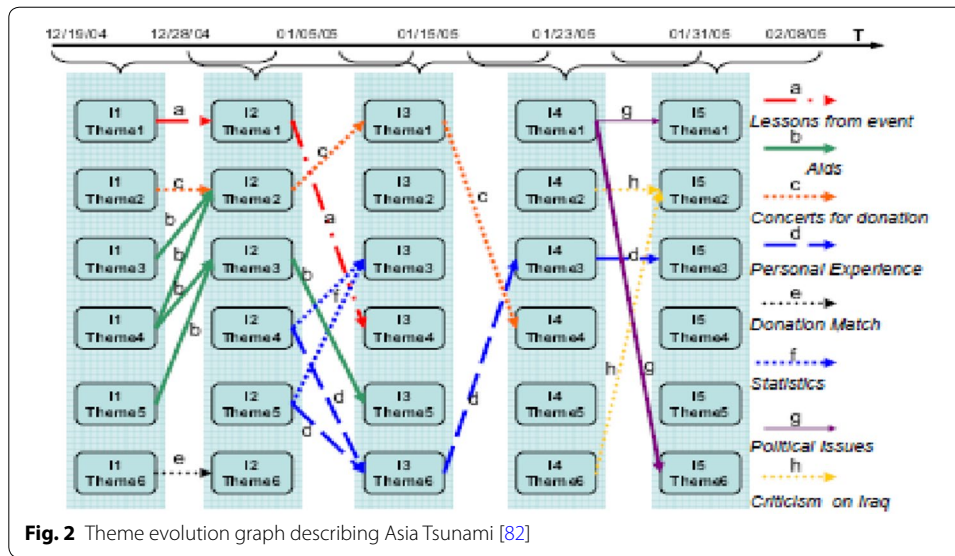 12/19/04 12/28/04 01/05/05 01/15/05 01/23/05 01/31/05 02/08/05 T
I1 I2 I3 I4 I5
Theme1 Theme1 Theme1 Theme1 Theme1
a c g a
Lessons from event
b
Aids
I1 I2 I3 I4 I5
Theme2 Theme2 Theme2 Theme2 Theme2
c a c h c
Concerts for donation
b
I1 I2 I3 I4 I5
Theme3 Theme3 Theme3 Theme3 Theme3
b b f d d
Personal Experience
b
I1 I2 I3 I4 I5
Theme4 Theme4 Theme4 Theme4 Theme4
b e
Donation Match
h g f
Statistics
I1 I2 I3 I4 I5
Theme5 Theme5 Theme5 Theme5 Theme5
d d d g
Political Issues
I1 I2 I3 I4 I5
Theme6 Theme6 Theme6 Theme6 Theme6
e h
Criticism on Iraq
Fig. 2 Theme evolution graph describing Asia Tsunami [82]